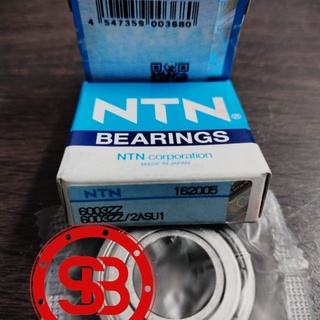 4 547359 003680
NTN®
BEARINGS
NTN corporation
MADE IN JAPAN
NTN 162005
6003ZZ
6003ZZ/2ASU1
SB